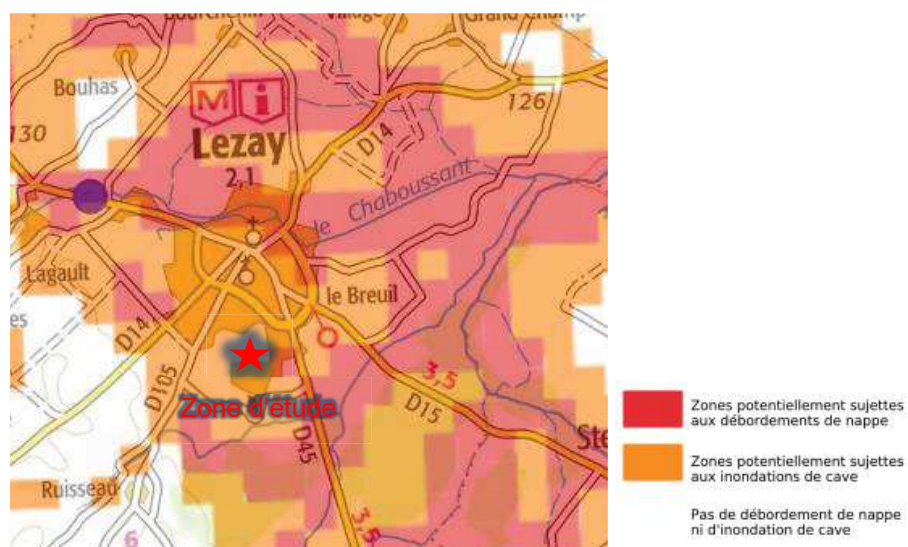 Bouhas
Grand Champ
126
130
M i
Lezay
2,1
D14
le Chaboussant
Lagault
le Breuil
es
D14
Zone d'étude
D105
3,5
D15
D45
Ste
Ruisseau
3,5
6
Zones potentiellement sujettes
aux débordements de nappe
Zones potentiellement sujettes
aux inondations de cave
Pas de débordement de nappe
ni d'inondation de cave